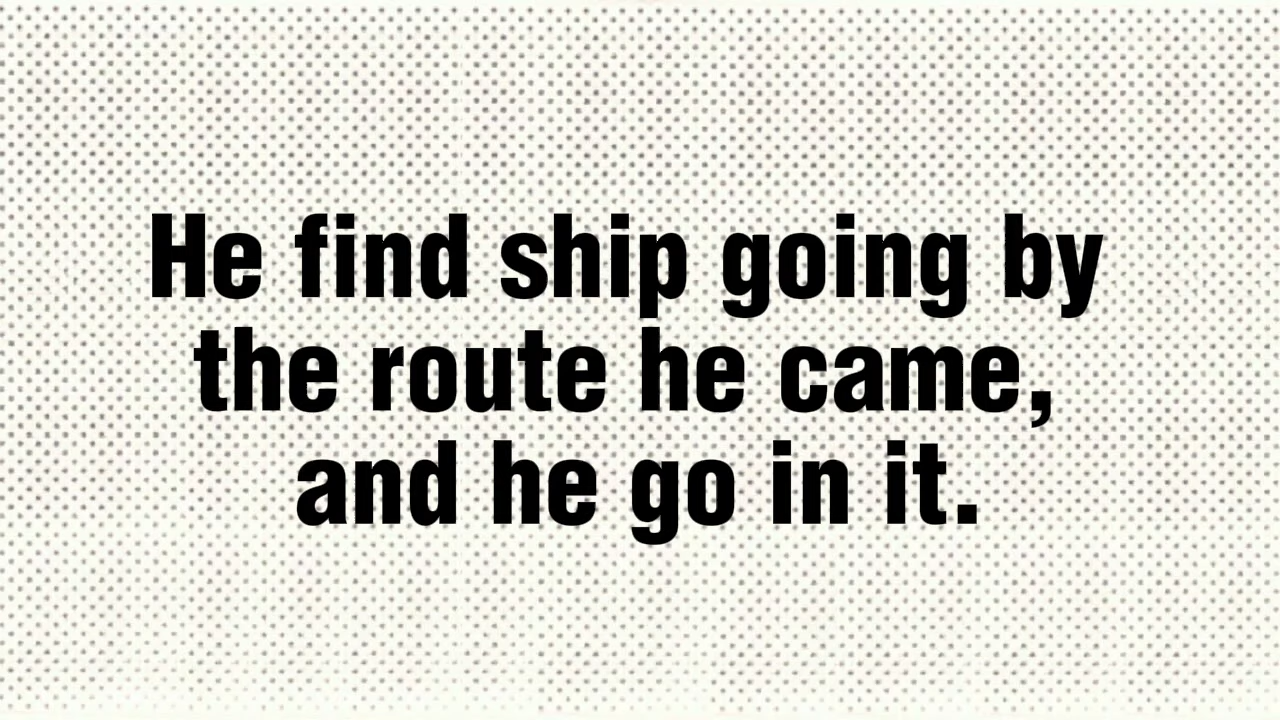 He find ship going by
the route he came,
and he go in it.